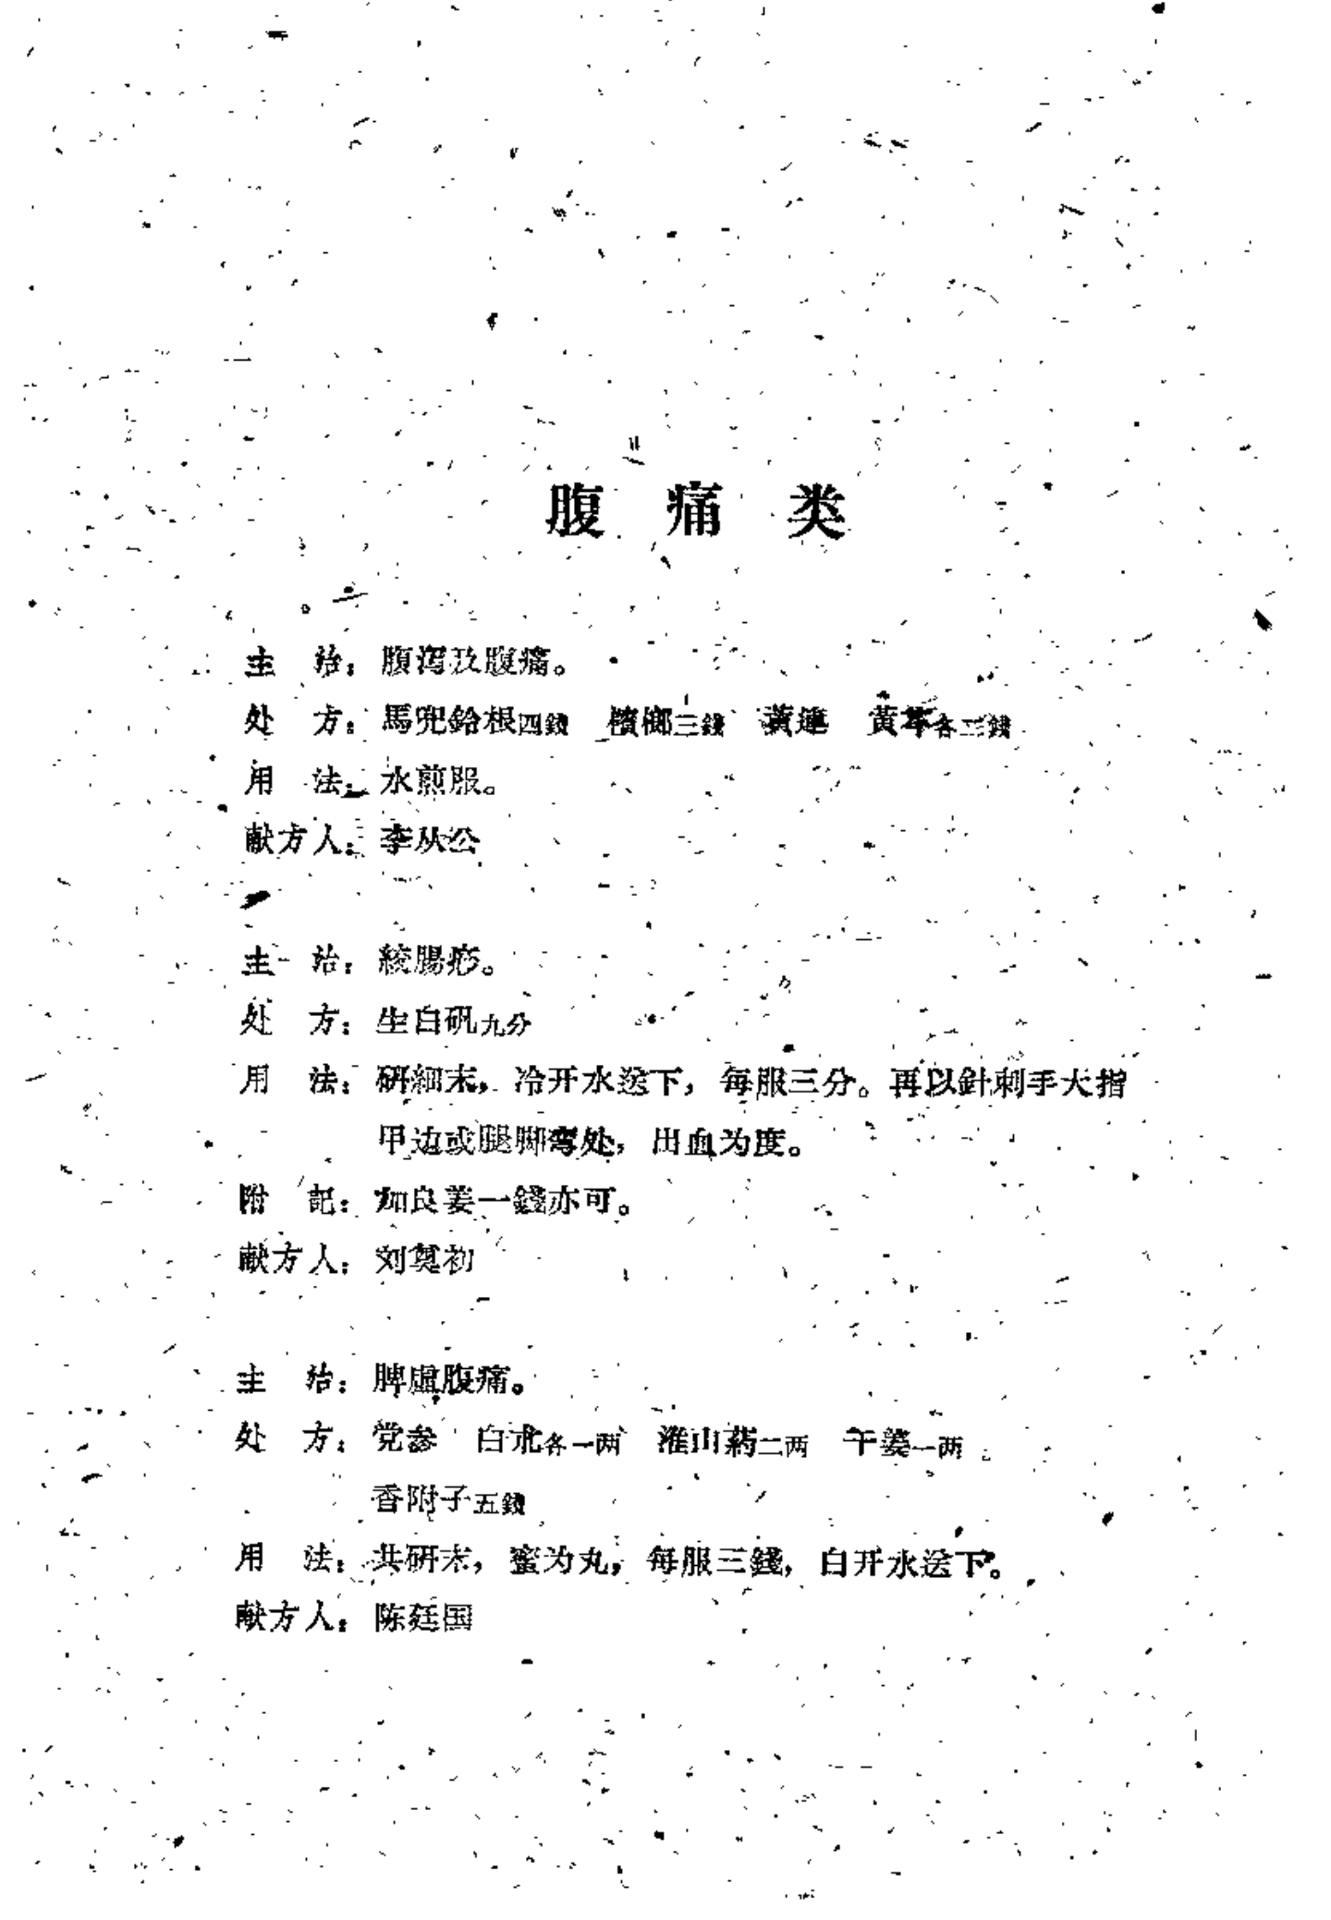 腹痛类
主治：腹泻及腹痛。
处方：馬兜鈴根四錢 檳榔三錢 黃連 黄芩各三錢
用法：水煎服。
献方人：李从公
主治：絞腸痧。
处方：生白矾九分
用法：研細末，冷开水送下，每服三分。再以針刺手大指
甲边或腿脚弯处，出血为度。
附記：加良姜一錢亦可。
献方人：刘初
主治：脾虛腹痛。
处方：党参 白朮各一两 淮山葯二两 干姜一两
香附子五錢
用法：共研末，蜜为丸，每服三錢，白开水送下。
献方人：陈廷国